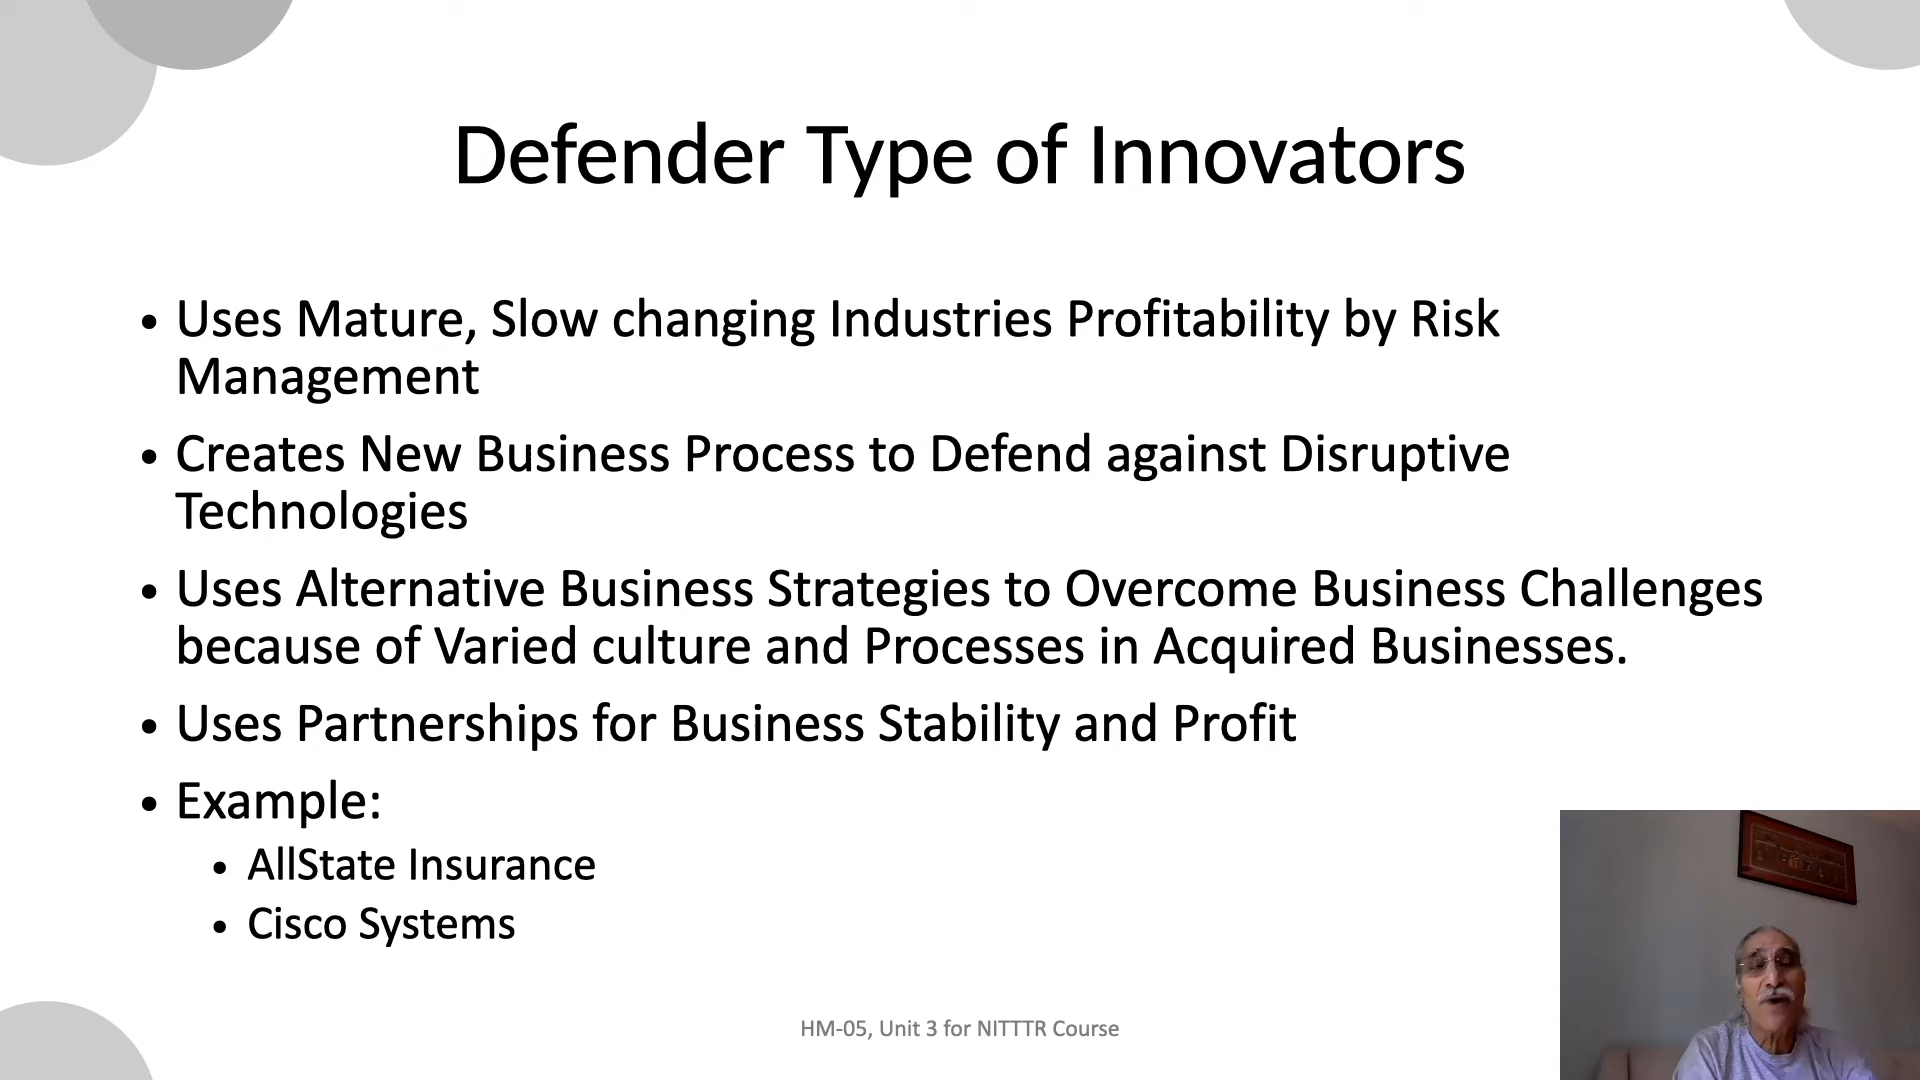 Defender Type of Innovators
• Uses Mature, Slow changing Industries Profitability by Risk
Management
• Creates New Business Process to Defend against Disruptive
Technologies
• Uses Alternative Business Strategies to Overcome Business Challenges
because of Varied culture and Processes in Acquired Businesses.
• Uses Partnerships for Business Stability and Profit
• Example:
• AllState Insurance
• Cisco Systems
HM-05, Unit 3 for NITTTR Course